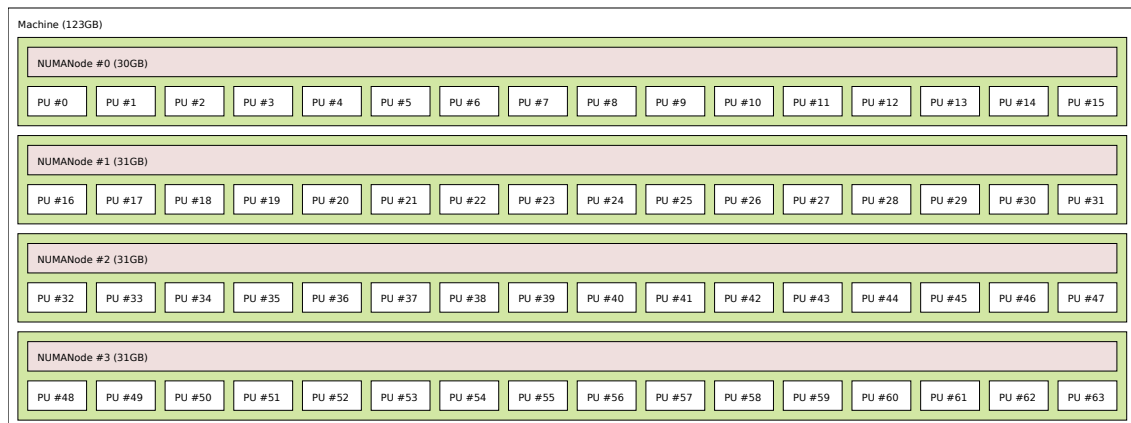 Machine (123GB)
NUMANode #0 (30GB)
PU #0 PU #1 PU #2 PU #3 PU #4 PU #5 PU #6 PU #7 PU #8 PU #9 PU #10 PU #11 PU #12 PU #13 PU #14 PU #15
NUMANode #1 (31GB)
PU #16 PU #17 PU #18 PU #19 PU #20 PU #21 PU #22 PU #23 PU #24 PU #25 PU #26 PU #27 PU #28 PU #29 PU #30 PU #31
NUMANode #2 (31GB)
PU #32 PU #33 PU #34 PU #35 PU #36 PU #37 PU #38 PU #39 PU #40 PU #41 PU #42 PU #43 PU #44 PU #45 PU #46 PU #47
NUMANode #3 (31GB)
PU #48 PU #49 PU #50 PU #51 PU #52 PU #53 PU #54 PU #55 PU #56 PU #57 PU #58 PU #59 PU #60 PU #61 PU #62 PU #63